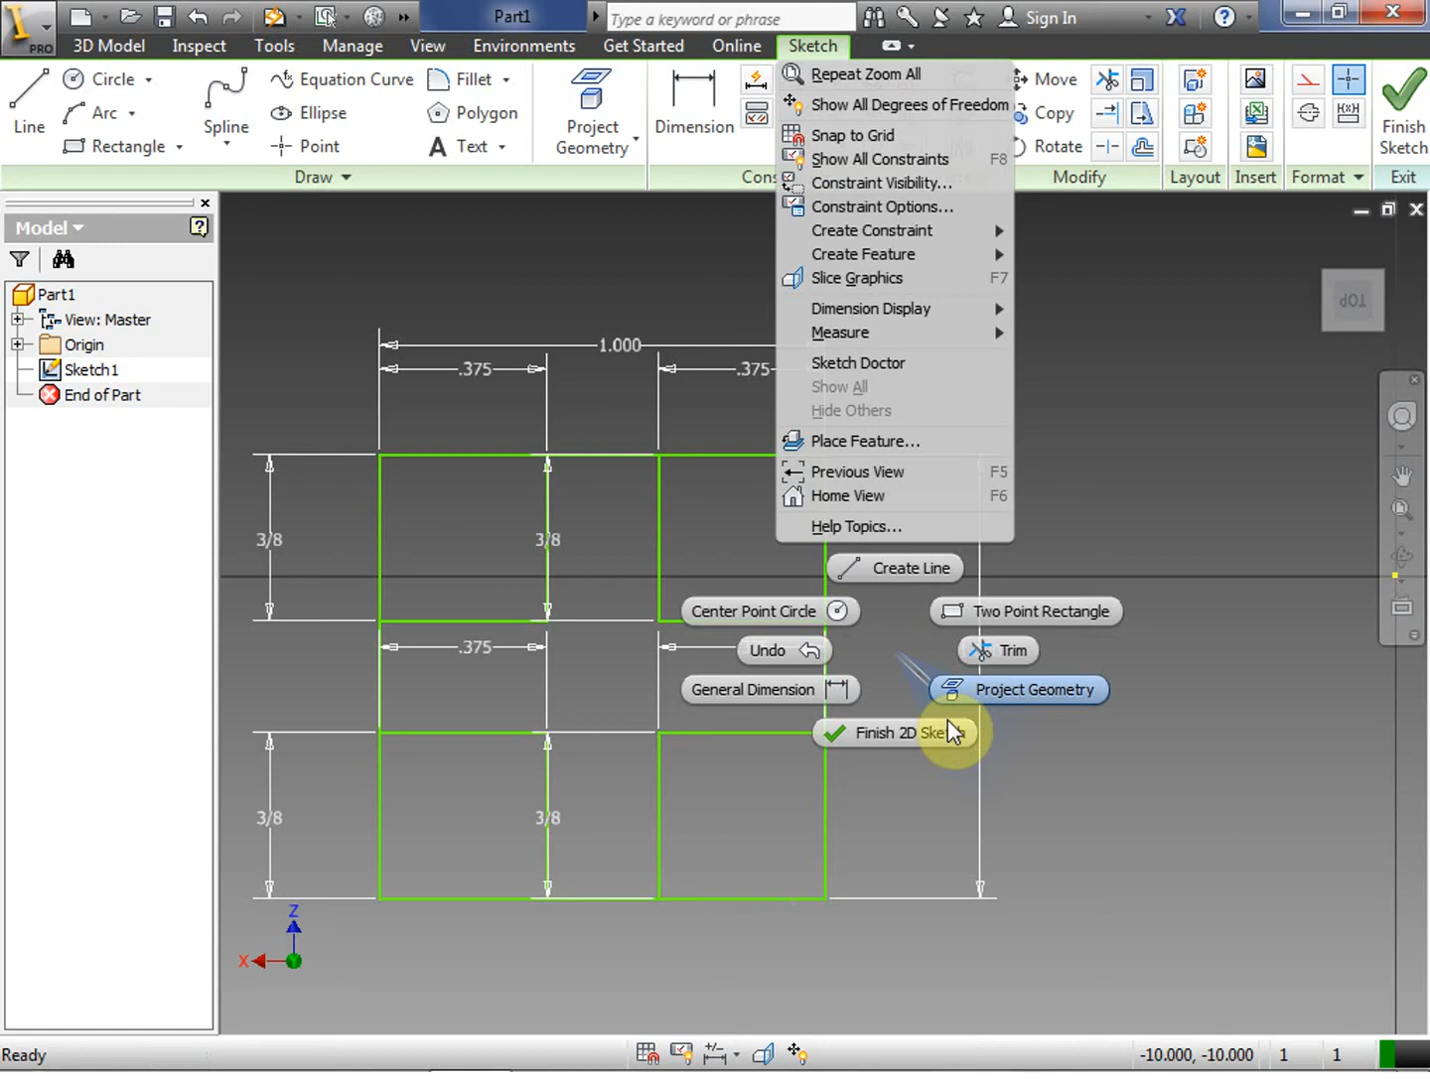 Part1
Type a keyword or phrase
Sign In
PRO
3D Model
Inspect
Tools
Manage
View
Environments
Get Started
Online
Sketch
Line
Circle
Arc
Rectangle
Spline
Equation Curve
Ellipse
Point
Fillet
Polygon
Text
Project
Geometry
Dimension
Move
Copy
Rotate
Finish
Sketch
Draw
Cons
Modify
Layout
Insert
Format
Exit
Repeat Zoom All
Show All Degrees of Freedom
Snap to Grid
Show All Constraints F8
Constraint Visibility...
Constraint Options...
Create Constraint
Create Feature
Slice Graphics F7
Dimension Display
Measure
Sketch Doctor
Show All
Hide Others
Place Feature...
Previous View F5
Home View F6
Help Topics...
Model
Part1
View: Master
Origin
Sketch1
End of Part
TOP
1.000
.375
.375
3/8
3/8
.375
3/8
3/8
Create Line
Center Point Circle
Two Point Rectangle
Undo
Trim
General Dimension
Project Geometry
Finish 2D Ske
Z
X
Ready
-10.000, -10.000
1
1